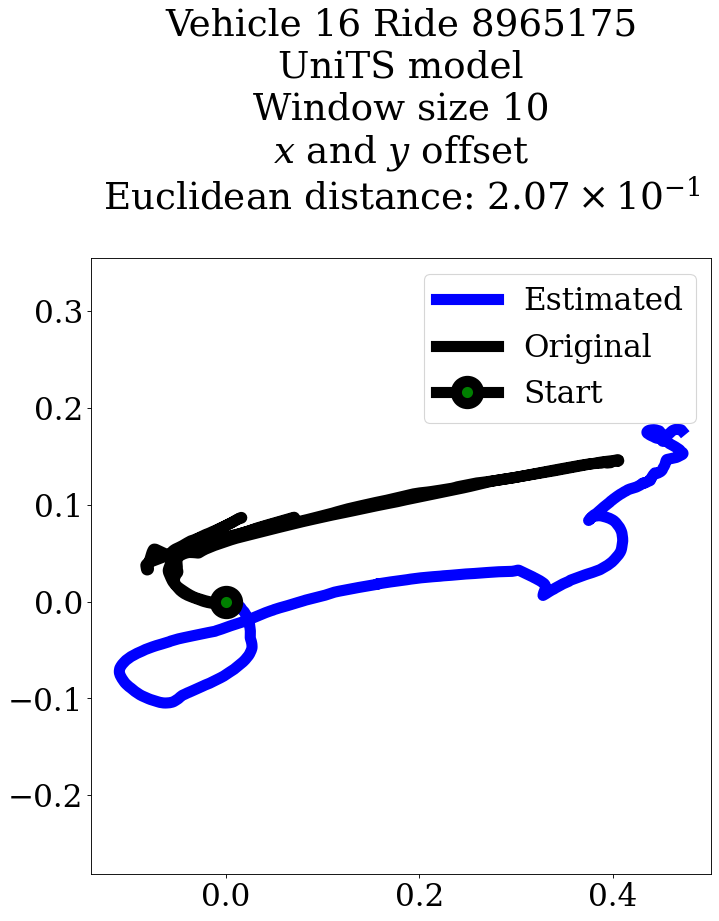 Vehicle 16 Ride 8965175
UniTS model
Window size 10
x and y offset
Euclidean distance: 2.07 × 10⁻¹
Estimated
Original
Start
0.3
0.2
0.1
0.0
−0.1
−0.2
0.0 0.2 0.4